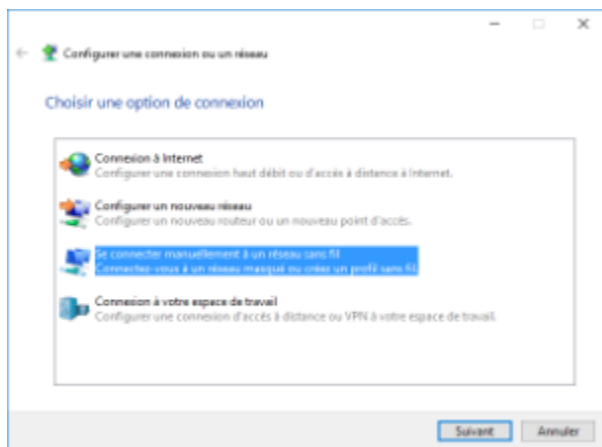 Configurer une connexion ou un réseau
Choisir une option de connexion
Connexion à Internet
Configurer une connexion haut débit ou d'accès à distance à Internet.
Configurer un nouveau réseau
Configurer un nouveau routeur ou un nouveau point d'accès.
Se connecter manuellement à un réseau sans fil
Connectez-vous à un réseau masqué ou créez un profil sans fil.
Connexion à votre espace de travail
Configurer une connexion d'accès à distance ou VPN à votre espace de travail.
Suivant
Annuler